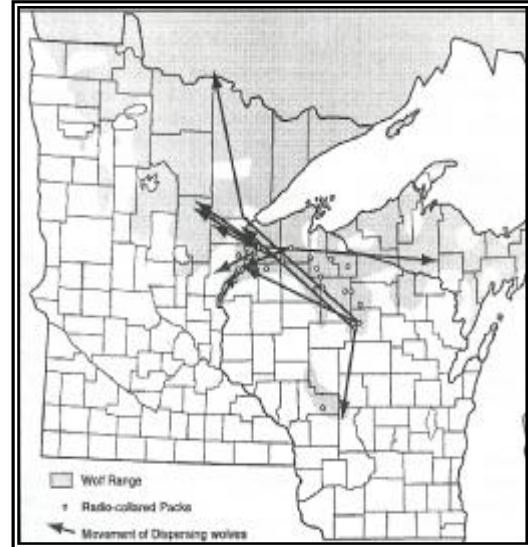 Wolf Range
Radio-collared Packs
Movement of Dispersing wolves